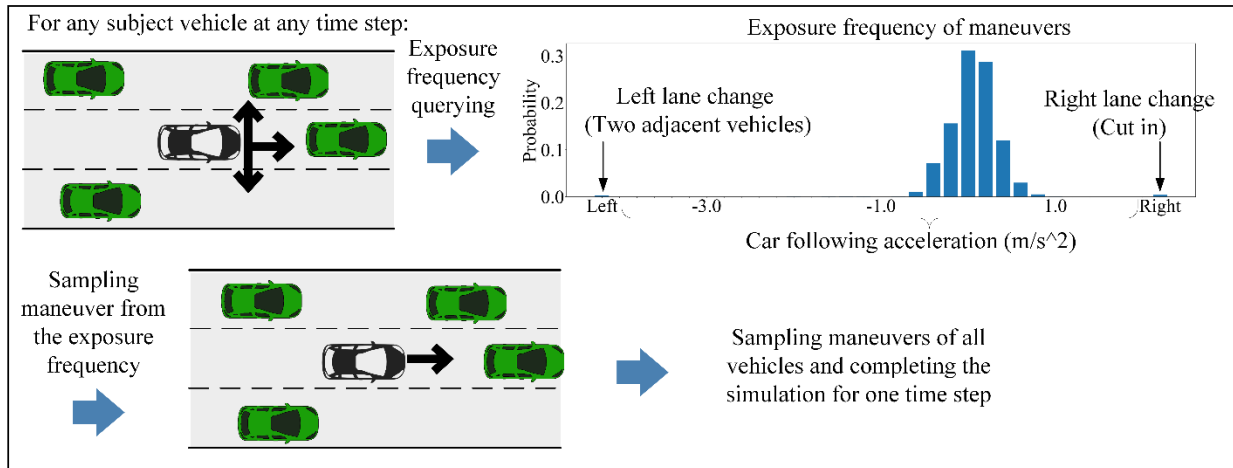 For any subject vehicle at any time step:
Exposure
frequency
querying
Exposure frequency of maneuvers
Probability
0.3
0.2
0.1
0.0
Left lane change
(Two adjacent vehicles)
Right lane change
(Cut in)
Left
-3.0
-1.0
1.0
Right
Car following acceleration (m/s^2)
Sampling
maneuver from
the exposure
frequency
Sampling maneuvers of all
vehicles and completing the
simulation for one time step